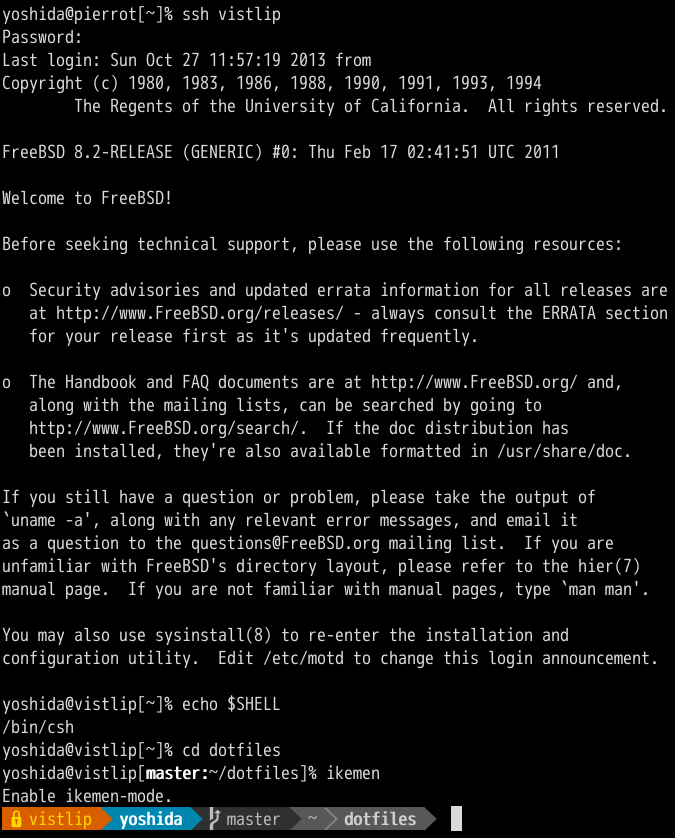 yoshida@pierrot[~]% ssh vistlip
Password:
Last login: Sun Oct 27 11:57:19 2013 from
Copyright (c) 1980, 1983, 1986, 1988, 1990, 1991, 1993, 1994
The Regents of the University of California.  All rights reserved.
FreeBSD 8.2-RELEASE (GENERIC) #0: Thu Feb 17 02:41:51 UTC 2011
Welcome to FreeBSD!
Before seeking technical support, please use the following resources:
o  Security advisories and updated errata information for all releases are
at http://www.FreeBSD.org/releases/ - always consult the ERRATA section
for your release first as it's updated frequently.
o  The Handbook and FAQ documents are at http://www.FreeBSD.org/ and,
along with the mailing lists, can be searched by going to
http://www.FreeBSD.org/search/.  If the doc distribution has
been installed, they're also available formatted in /usr/share/doc.
If you still have a question or problem, please take the output of
`uname -a', along with any relevant error messages, and email it
as a question to the questions@FreeBSD.org mailing list.  If you are
unfamiliar with FreeBSD's directory layout, please refer to the hier(7)
manual page.  If you are not familiar with manual pages, type `man man'.
You may also use sysinstall(8) to re-enter the installation and
configuration utility.  Edit /etc/motd to change this login announcement.
yoshida@vistlip[~]% echo $SHELL
/bin/csh
yoshida@vistlip[~]% cd dotfiles
yoshida@vistlip[master:~/dotfiles]% ikemen
Enable ikemen-mode.
vistlip yoshida master ~ dotfiles